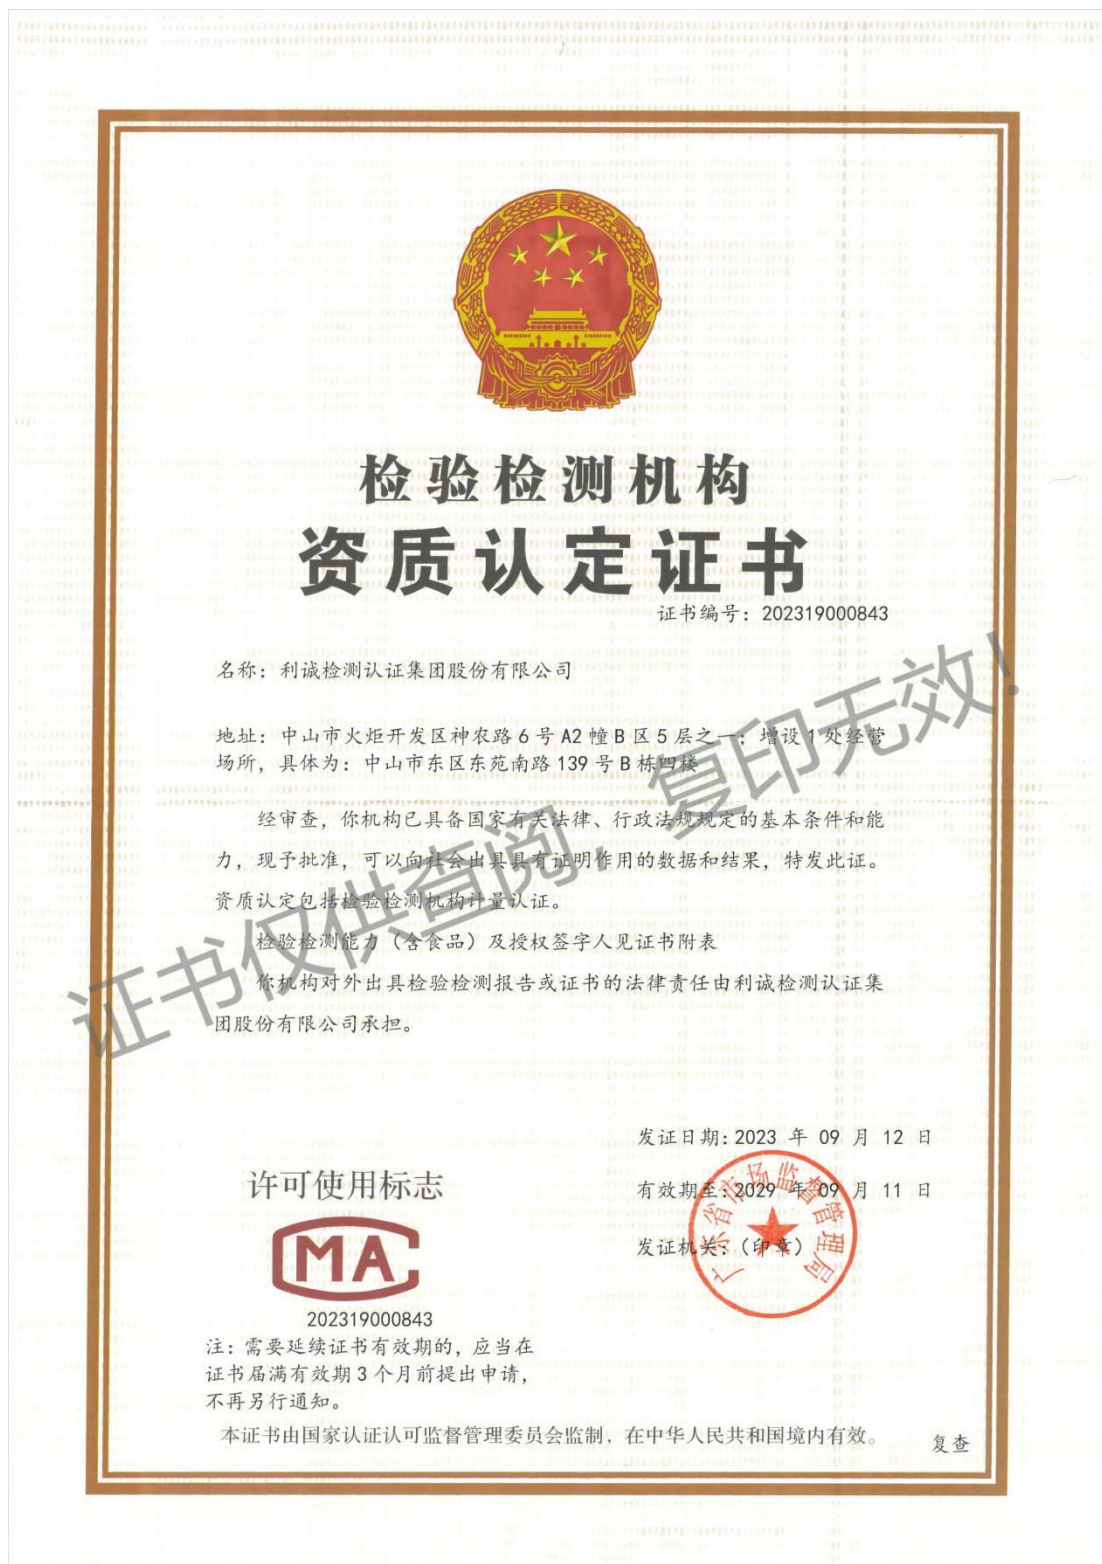 检验检测机构
资质认定证书
证书编号：202319000843
名称：利诚检测认证集团股份有限公司
地址：中山市火炬开发区神农路6号A2幢B区5层之一；增设1处经营
场所，具体为：中山市东区东苑南路139号B栋四楼
经审查，你机构已具备国家有关法律、行政法规规定的基本条件和能
力，现予批准，可以向社会出具具有证明作用的数据和结果，特发此证。
资质认定包括检验检测机构计量认证。
检验检测能力（含食品）及授权签字人见证书附表
你机构对外出具检验检测报告或证书的法律责任由利诚检测认证集
团股份有限公司承担。
证书仅供查阅，复印无效！
发证日期：2023 年 09 月 12 日
有效期至：2029 年 09 月 11 日
发证机关：（印章）
广东省市场监督管理局
许可使用标志
MA
202319000843
注：需要延续证书有效期的，应当在
证书届满有效期3个月前提出申请，
不再另行通知。
本证书由国家认证认可监督管理委员会监制，在中华人民共和国境内有效。
复查